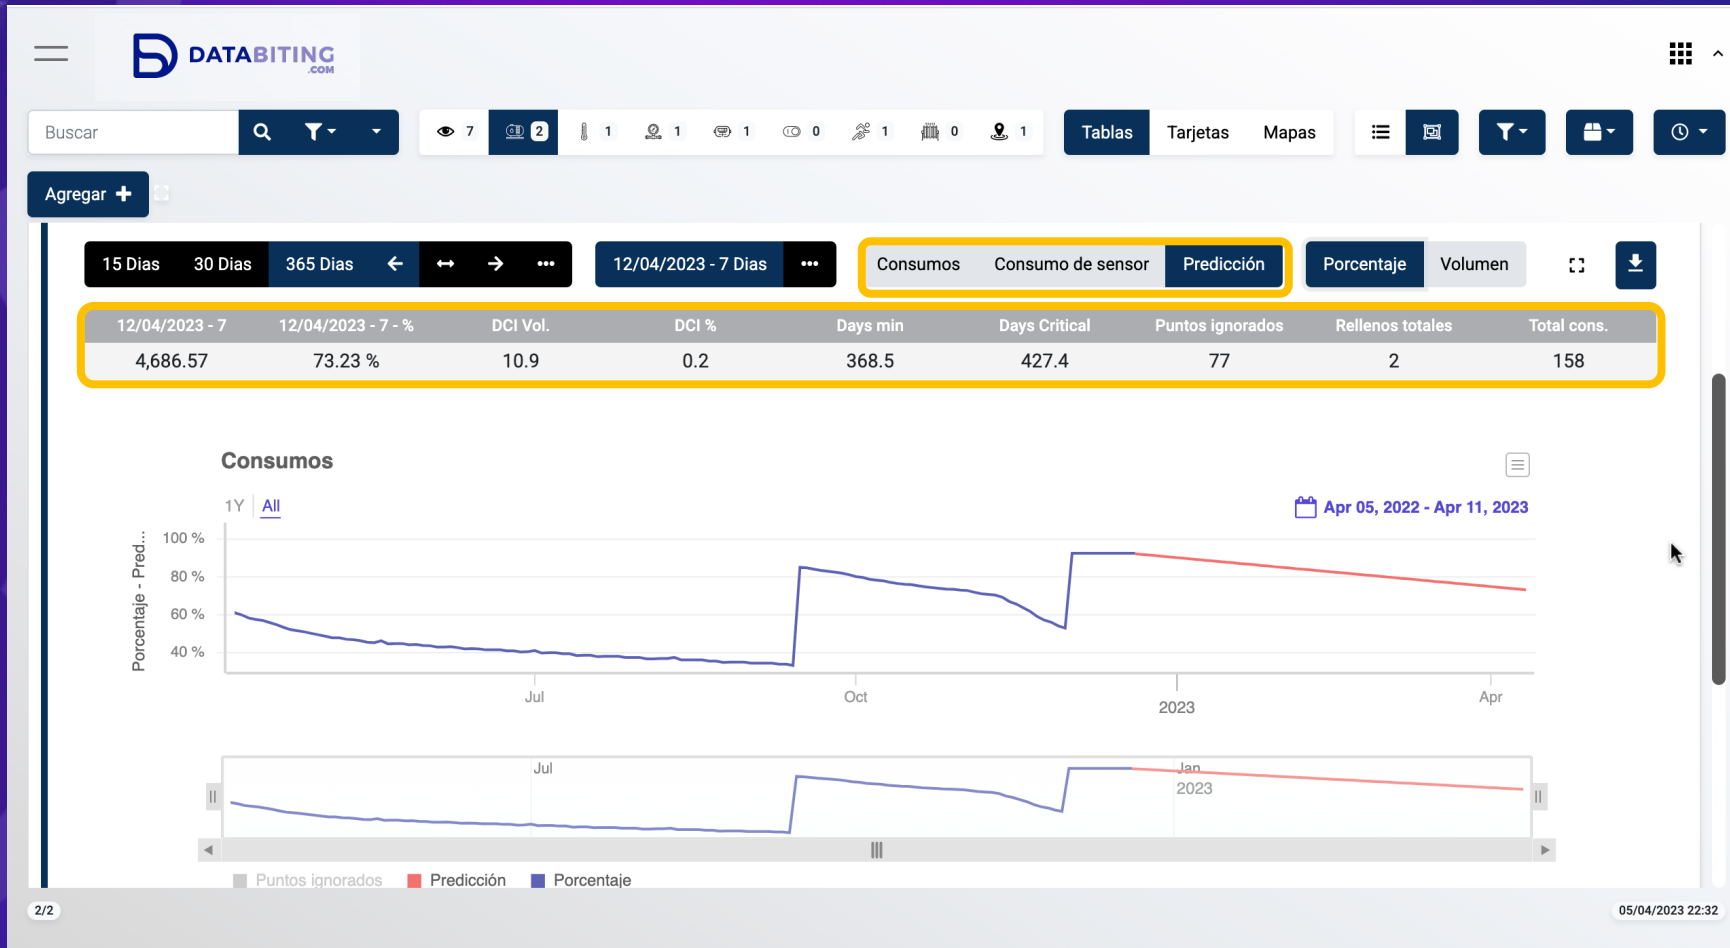 DATABITING
.COM
Buscar
7
2
1
1
1
0
1
0
1
Tablas
Tarjetas
Mapas
Agregar
15 Dias
30 Dias
365 Dias
12/04/2023 - 7 Dias
Consumos
Consumo de sensor
Predicción
Porcentaje
Volumen
12/04/2023 - 7 12/04/2023 - 7 - % DCI Vol. DCI % Days min Days Critical Puntos ignorados Rellenos totales Total cons.
4,686.57 73.23 % 10.9 0.2 368.5 427.4 77 2 158
Consumos
1Y All
Apr 05, 2022 - Apr 11, 2023
Porcentaje - Pred...
100 %
80 %
60 %
40 %
Jul Oct 2023 Apr
Jul Jan
2023
Puntos ignorados Predicción Porcentaje
2/2
05/04/2023 22:32